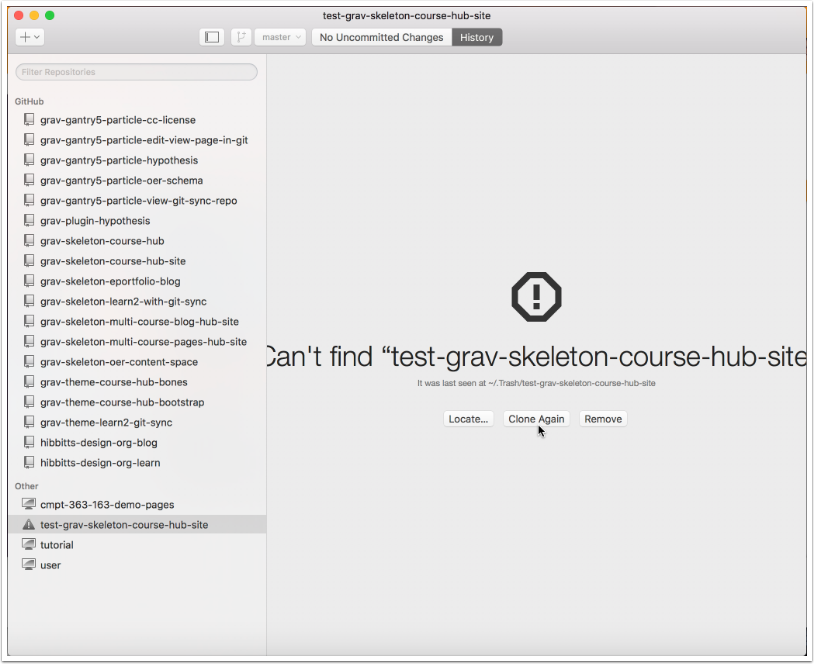 test-grav-skeleton-course-hub-site
master
No Uncommitted Changes
History
Filter Repositories
GitHub
grav-gantry5-particle-cc-license
grav-gantry5-particle-edit-view-page-in-git
grav-gantry5-particle-hypothesis
grav-gantry5-particle-oer-schema
grav-gantry5-particle-view-git-sync-repo
grav-plugin-hypothesis
grav-skeleton-course-hub
grav-skeleton-course-hub-site
grav-skeleton-eportfolio-blog
grav-skeleton-learn2-with-git-sync
grav-skeleton-multi-course-blog-hub-site
grav-skeleton-multi-course-pages-hub-site
grav-skeleton-oer-content-space
grav-theme-course-hub-bones
grav-theme-course-hub-bootstrap
grav-theme-learn2-git-sync
hibbitts-design-org-blog
hibbitts-design-org-learn
Other
cmpt-363-163-demo-pages
test-grav-skeleton-course-hub-site
tutorial
user
Can't find “test-grav-skeleton-course-hub-site
It was last seen at ~/.Trash/test-grav-skeleton-course-hub-site
Locate...
Clone Again
Remove